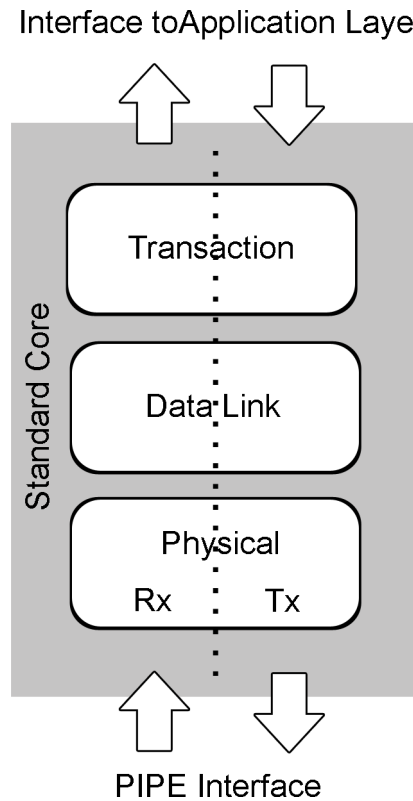 Interface toApplication Laye
Transaction
Standard Core
Data Link
Physical
Rx Tx
PIPE Interface